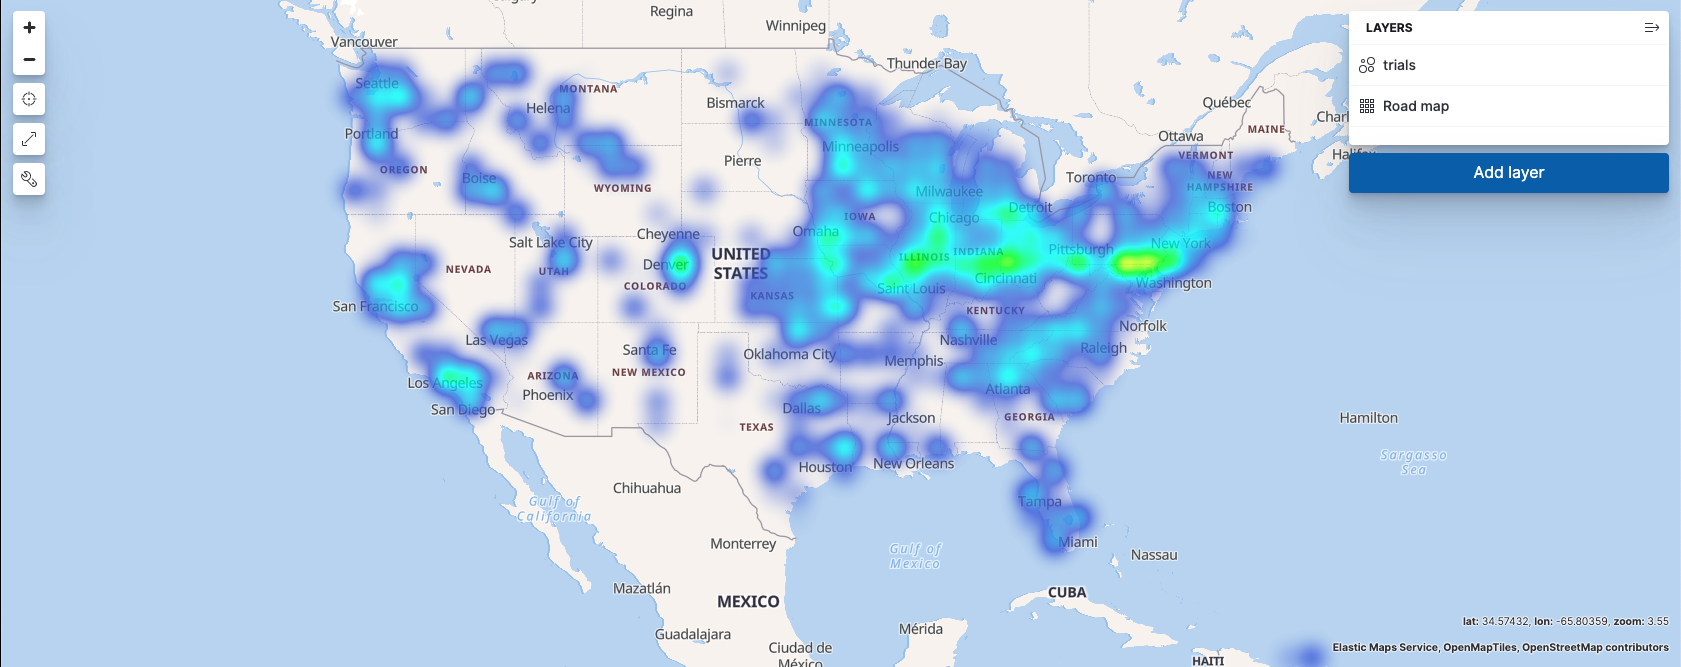 Regina
Winnipeg
Vancouver
Thunder Bay
Seattle
MONTANA
Helena
Bismarck
Québec
MINNESOTA
Portland
Minneapolis
Ottawa
MAINE
OREGON
Pierre
VERMONT
Boise
WYOMING
Milwaukee
Toronto
NEW
HAMPSHIRE
Detroit
Chicago
IOWA
Boston
Omaha
Cheyenne
Salt Lake City
NEVADA
UTAH
Denver
COLORADO
UNITED
STATES
KANSAS
ILLINOIS
INDIANA
Pittsburgh
New York
Cincinnati
Saint Louis
Washington
San Francisco
KENTUCKY
Norfolk
Las Vegas
Santa Fe
Oklahoma City
Nashville
Memphis
Raleigh
NEW MEXICO
ARIZONA
Phoenix
Los Angeles
San Diego
Atlanta
Dallas
Jackson
GEORGIA
TEXAS
Hamilton
Sargasso
Sea
Houston
New Orleans
Chihuahua
Gulf of
California
Tampa
Monterrey
Gulf of
Mexico
Miami
Nassau
Mazatlán
MEXICO
CUBA
Guadalajara
Mérida
Ciudad de
México
HAITI
LAYERS
trials
Road map
Add layer
lat: 34.57432, lon: -65.80359, zoom: 3.55
Elastic Maps Service, OpenMapTiles, OpenStreetMap contributors